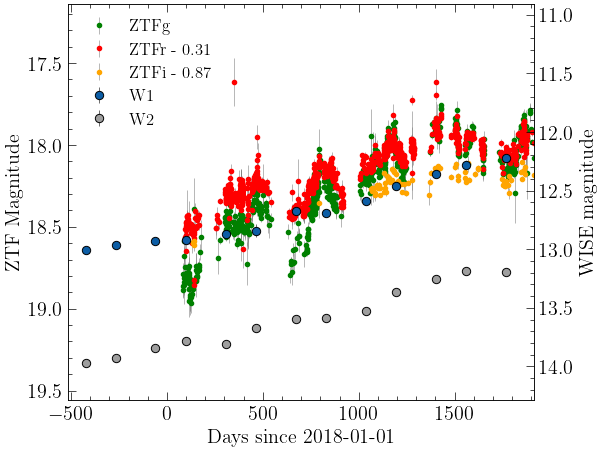 ZTFg
ZTFr - 0.31
ZTFi - 0.87
W1
W2
17.5
18.0
18.5
19.0
19.5
ZTF Magnitude
11.0
11.5
12.0
12.5
13.0
13.5
14.0
WISE magnitude
−500 0 500 1000 1500
Days since 2018-01-01